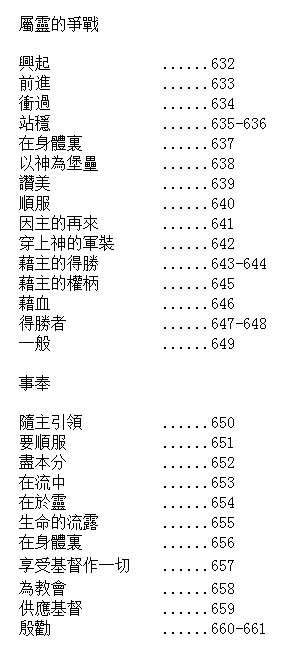 屬靈的爭戰
興起 ......632
前進 ......633
衝過 ......634
站穩 ......635-636
在身體裏 ......637
以神為堡壘 ......638
讚美 ......639
順服 ......640
因主的再來 ......641
穿上神的軍裝 ......642
藉主的得勝 ......643-644
藉主的權柄 ......645
藉血 ......646
得勝者 ......647-648
一般 ......649
事奉
隨主引領 ......650
要順服 ......651
盡本分 ......652
在流中 ......653
在於靈 ......654
生命的流露 ......655
在身體裏 ......656
享受基督作一切 ......657
為教會 ......658
供應基督 ......659
殷勸 ......660-661